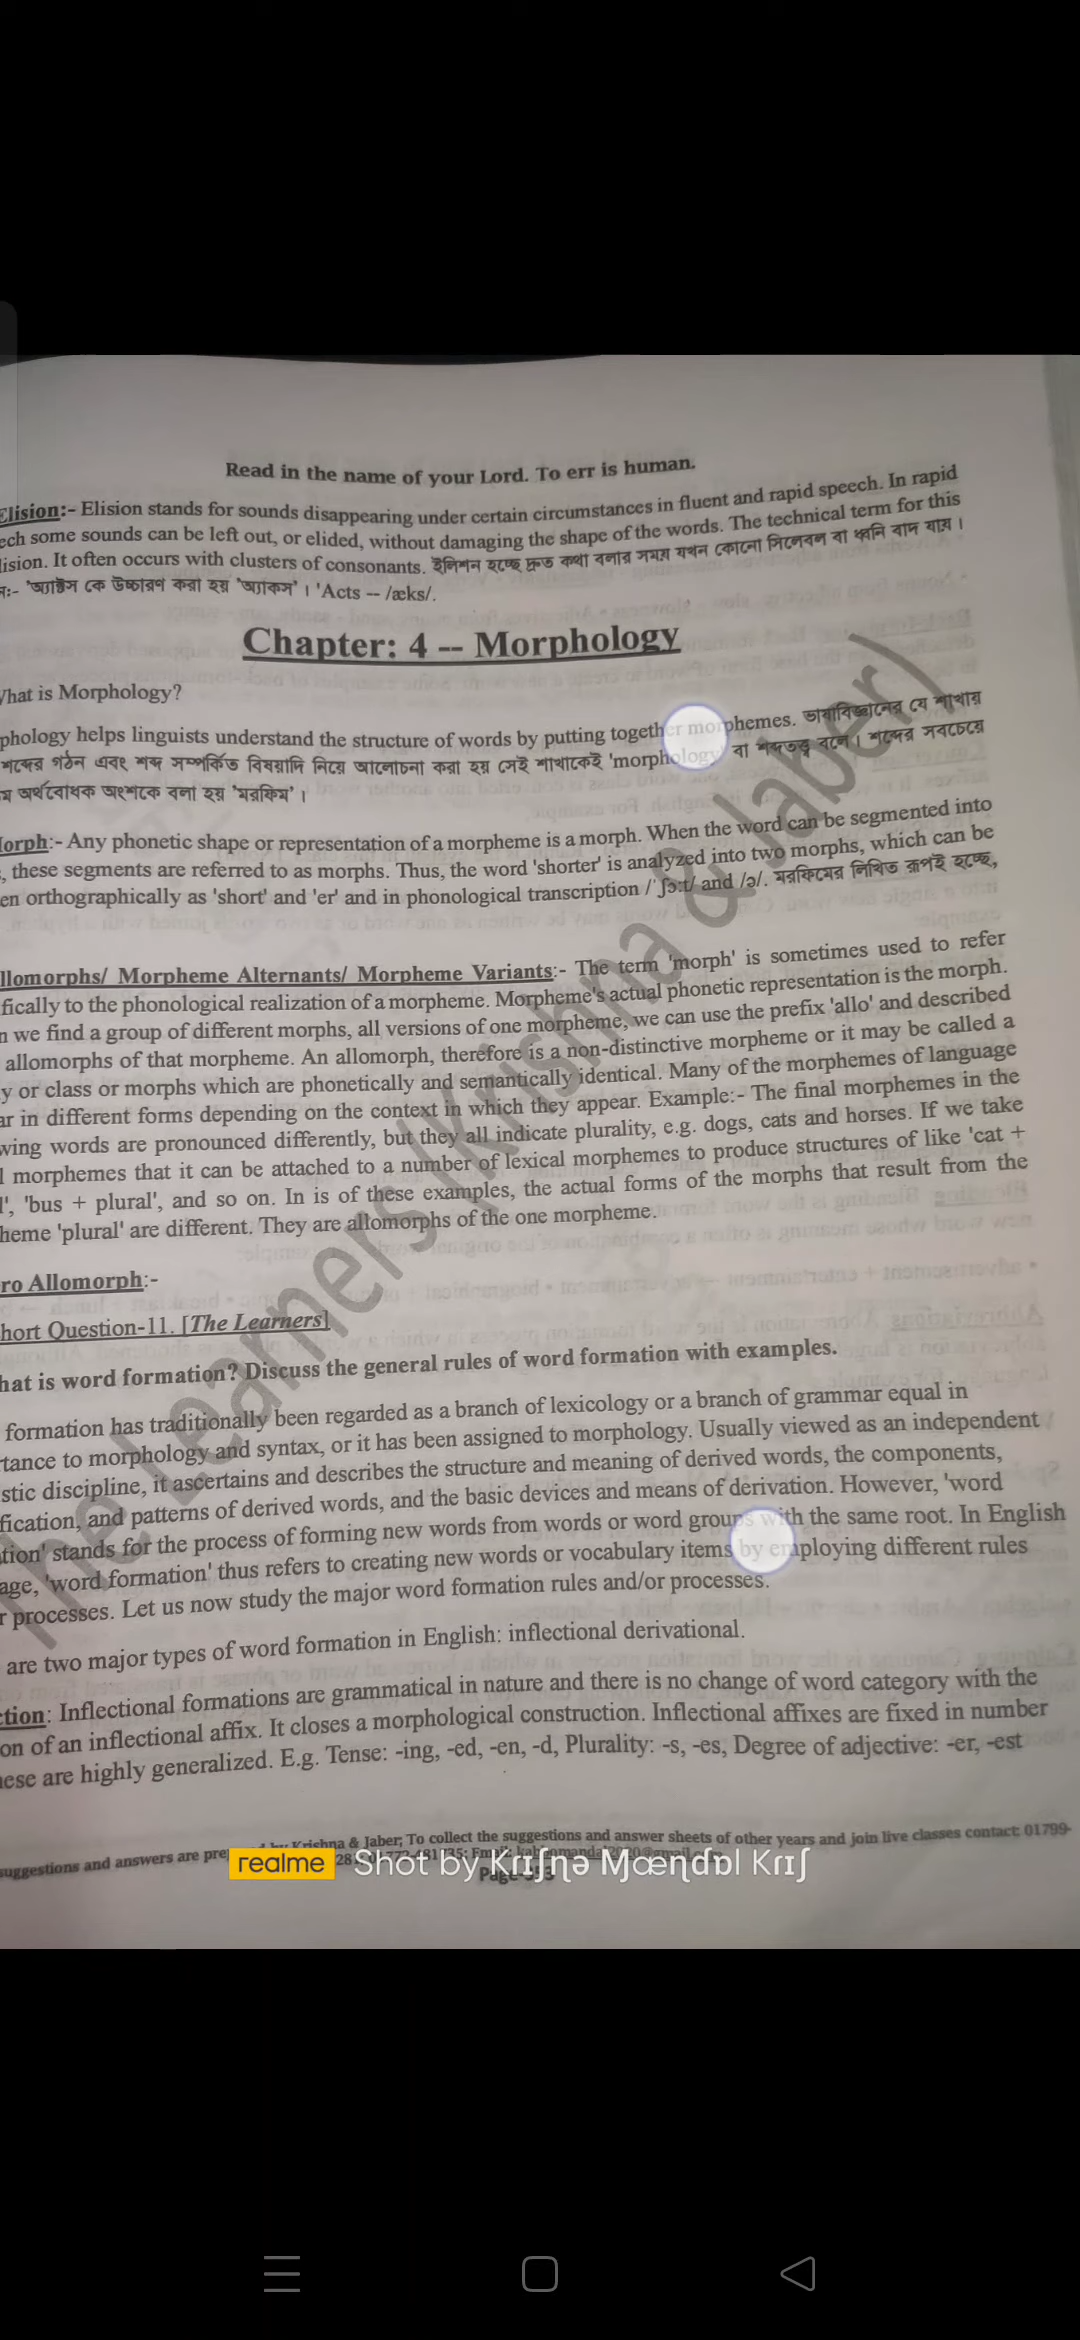 Read in the name of your Lord. To err is human.
Elision:- Elision stands for sounds disappearing under certain circumstances in fluent and rapid speech. In rapid
ech some sounds can be left out, or elided, without damaging the shape of the words. The technical term for this
lision. It often occurs with clusters of consonants. ইলিশন হচ্ছে দ্রুত কথা বলার সময় যখন কোনো সিলেবল বা ধ্বনি বাদ যায়।
ন:- 'অ্যাক্টস কে উচ্চারণ করা হয় 'অ্যাকস'। 'Acts -- /æks/.
Chapter: 4 -- Morphology
What is Morphology?
phology helps linguists understand the structure of words by putting together morphemes. ভাষাবিজ্ঞানের যে শাখায়
শব্দের গঠন এবং শব্দ সম্পর্কিত বিষয়াদি নিয়ে আলোচনা করা হয় সেই শাখাকেই 'morphology বা শব্দতত্ত্ব বলে। শব্দের সবচেয়ে
ম অর্থবোধক অংশকে বলা হয় 'মরফিম'।
Morph:- Any phonetic shape or representation of a morpheme is a morph. When the word can be segmented into
, these segments are referred to as morphs. Thus, the word 'shorter' is analyzed into two morphs, which can be
en orthographically as 'short' and 'er' and in phonological transcription /ˈʃɔ:t/ and /ə/. মরফিমের লিখিত রূপই হচ্ছে,
llomorphs/ Morpheme Alternants/ Morpheme Variants:- The term 'morph' is sometimes used to refer
fically to the phonological realization of a morpheme. Morpheme's actual phonetic representation is the morph.
n we find a group of different morphs, all versions of one morpheme, we can use the prefix 'allo' and described
allomorphs of that morpheme. An allomorph, therefore is a non-distinctive morpheme or it may be called a
y or class or morphs which are phonetically and semantically identical. Many of the morphemes of language
ar in different forms depending on the context in which they appear. Example:- The final morphemes in the
wing words are pronounced differently, but they all indicate plurality, e.g. dogs, cats and horses. If we take
l morphemes that it can be attached to a number of lexical morphemes to produce structures of like 'cat +
l', 'bus + plural', and so on. In is of these examples, the actual forms of the morphs that result from the
heme 'plural' are different. They are allomorphs of the one morpheme.
ro Allomorph:-
hort Question-11. [The Learners]
hat is word formation? Discuss the general rules of word formation with examples.
formation has traditionally been regarded as a branch of lexicology or a branch of grammar equal in
rtance to morphology and syntax, or it has been assigned to morphology. Usually viewed as an independent
stic discipline, it ascertains and describes the structure and meaning of derived words, the components,
fication, and patterns of derived words, and the basic devices and means of derivation. However, 'word
tion' stands for the process of forming new words from words or word groups with the same root. In English
age, 'word formation' thus refers to creating new words or vocabulary items by employing different rules
r processes. Let us now study the major word formation rules and/or processes.
are two major types of word formation in English: inflectional derivational.
ction: Inflectional formations are grammatical in nature and there is no change of word category with the
on of an inflectional affix. It closes a morphological construction. Inflectional affixes are fixed in number
hese are highly generalized. E.g. Tense: -ing, -ed, -en, -d, Plurality: -s, -es, Degree of adjective: -er, -est
suggestions and answers are pre Krishna & Jaber; To collect the suggestions and answer sheets of other years and join live classes contact: 01799-
The Learners (Krishna & Jaber)
realme Shot by Krɪʃɳə Mɑœɳɖɒl Krɪʃ